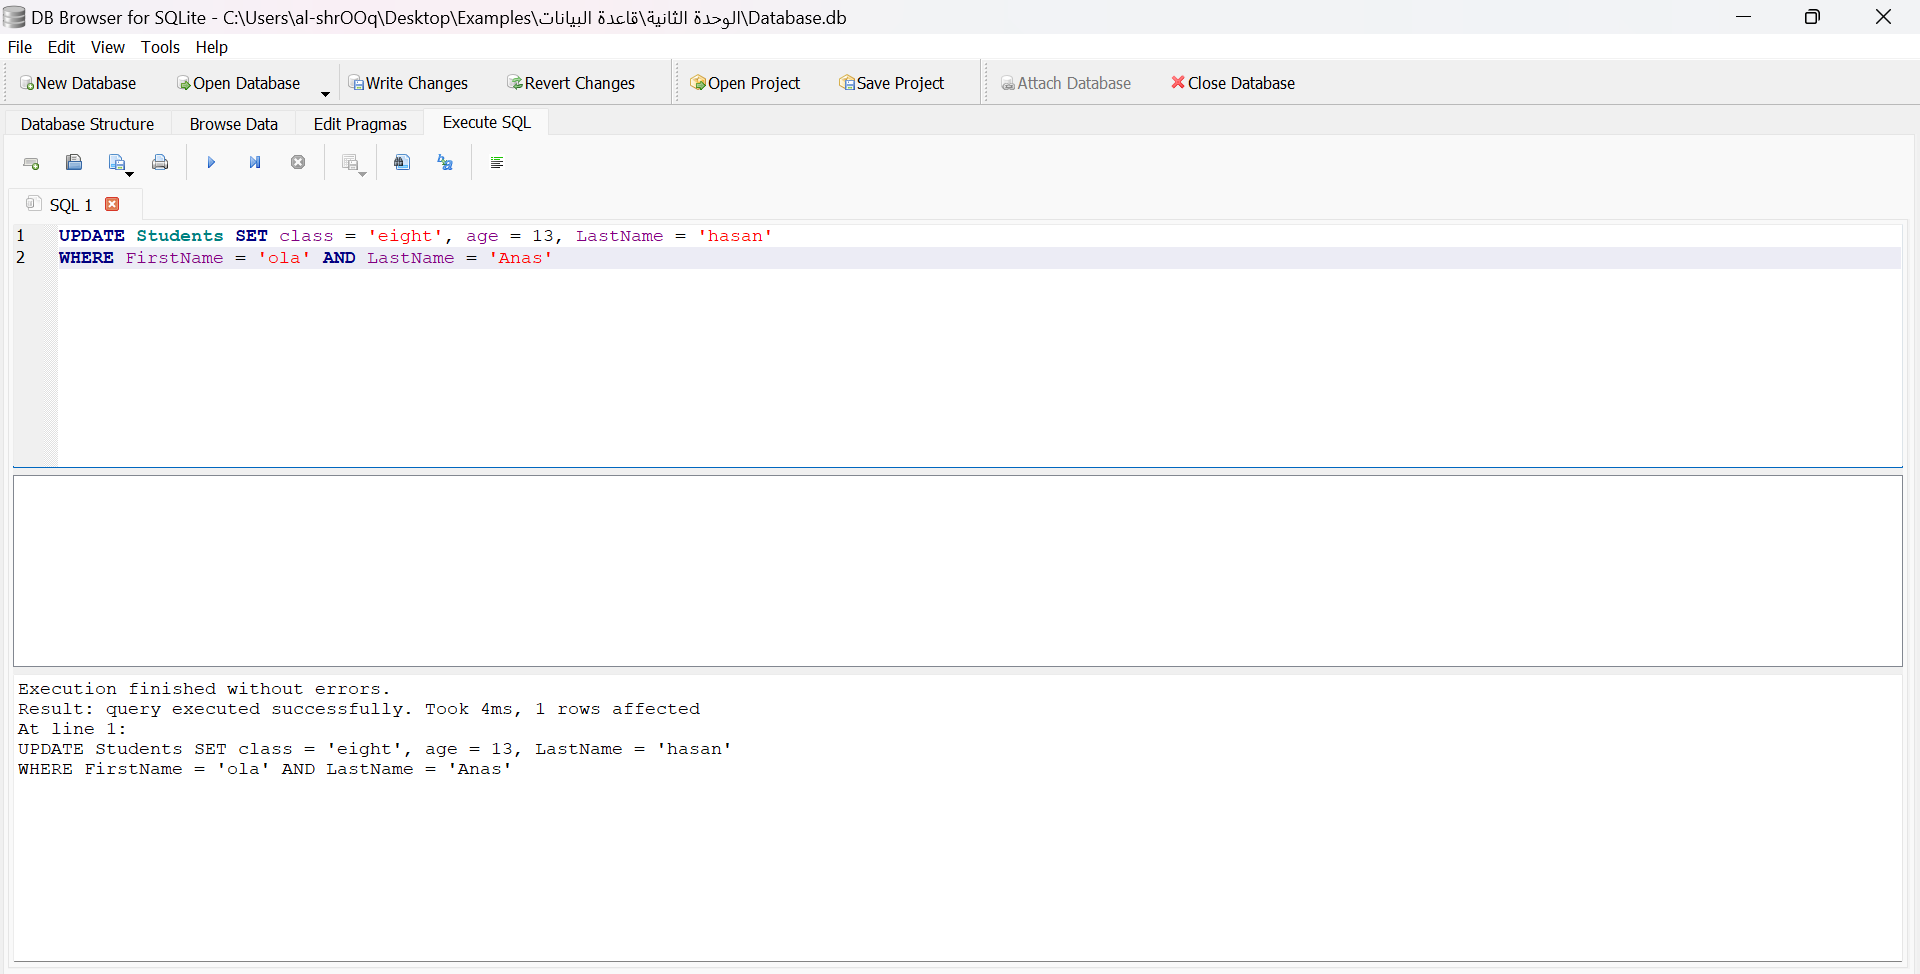 DB Browser for SQLite - C:\Users\al-shrOOq\Desktop\Examples\الوحدة الثانية\قاعدة البيانات\Database.db
File Edit View Tools Help
New Database Open Database Write Changes Revert Changes Open Project Save Project Attach Database Close Database
Database Structure Browse Data Edit Pragmas Execute SQL
SQL 1
1 UPDATE Students SET class = 'eight', age = 13, LastName = 'hasan'
2 WHERE FirstName = 'ola' AND LastName = 'Anas'
Execution finished without errors.
Result: query executed successfully. Took 4ms, 1 rows affected
At line 1:
UPDATE Students SET class = 'eight', age = 13, LastName = 'hasan'
WHERE FirstName = 'ola' AND LastName = 'Anas'